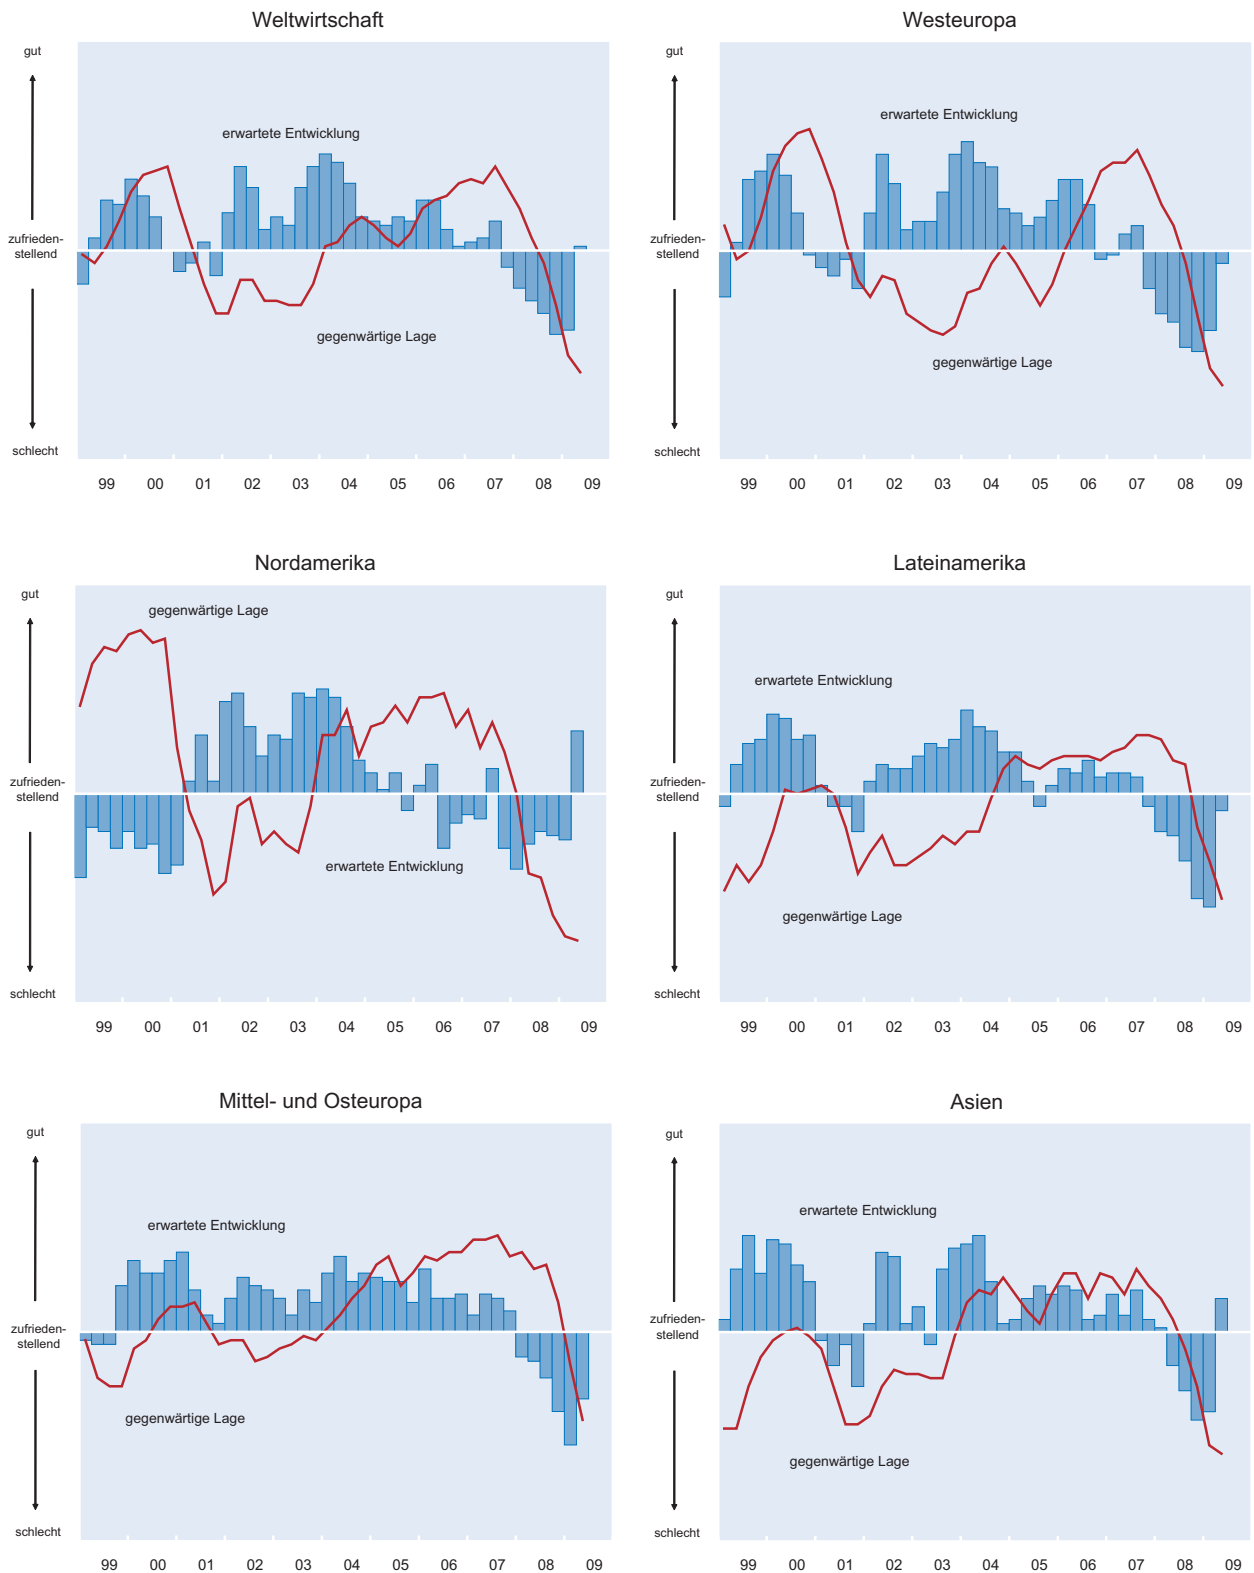 Weltwirtschaft
gut
zufrieden-
stellend
schlecht
erwartete Entwicklung
gegenwärtige Lage
99 00 01 02 03 04 05 06 07 08 09
Westeuropa
gut
zufrieden-
stellend
schlecht
erwartete Entwicklung
gegenwärtige Lage
99 00 01 02 03 04 05 06 07 08 09
Nordamerika
gut
zufrieden-
stellend
schlecht
gegenwärtige Lage
erwartete Entwicklung
99 00 01 02 03 04 05 06 07 08 09
Lateinamerika
gut
zufrieden-
stellend
schlecht
erwartete Entwicklung
gegenwärtige Lage
99 00 01 02 03 04 05 06 07 08 09
Mittel- und Osteuropa
gut
zufrieden-
stellend
schlecht
erwartete Entwicklung
gegenwärtige Lage
99 00 01 02 03 04 05 06 07 08 09
Asien
gut
zufrieden-
stellend
schlecht
erwartete Entwicklung
gegenwärtige Lage
99 00 01 02 03 04 05 06 07 08 09